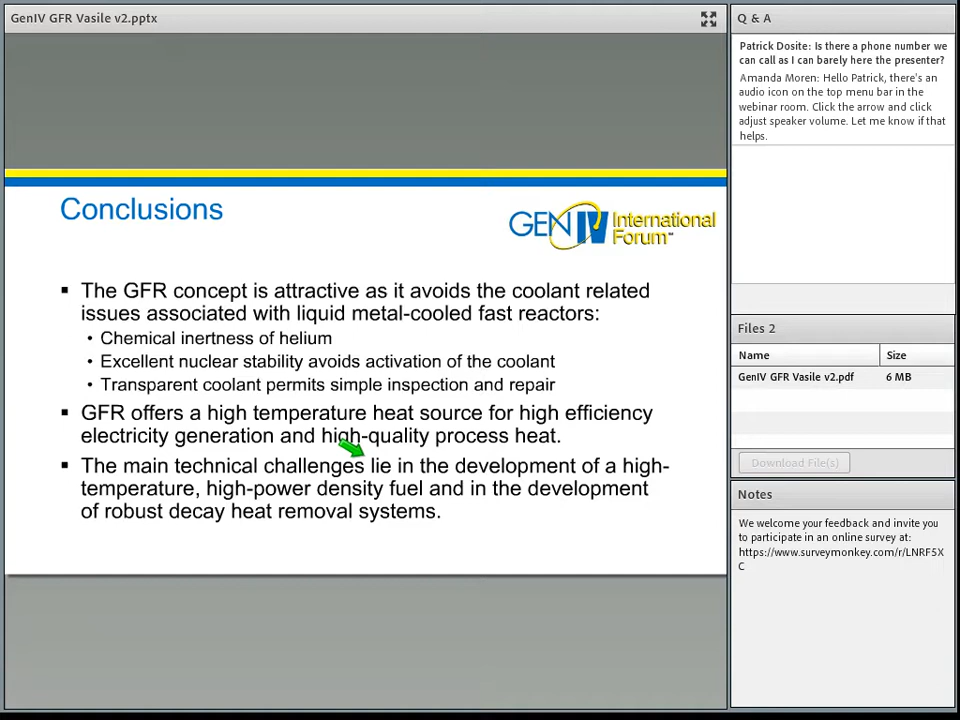 GenIV GFR Vasile v2.pptx
Conclusions
GENIV International
Forum™
▪ The GFR concept is attractive as it avoids the coolant related
issues associated with liquid metal-cooled fast reactors:
• Chemical inertness of helium
• Excellent nuclear stability avoids activation of the coolant
• Transparent coolant permits simple inspection and repair
▪ GFR offers a high temperature heat source for high efficiency
electricity generation and high-quality process heat.
▪ The main technical challenges lie in the development of a high-
temperature, high-power density fuel and in the development
of robust decay heat removal systems.
Q & A
Patrick Dosite: Is there a phone number we
can call as I can barely here the presenter?
Amanda Moren: Hello Patrick, there's an
audio icon on the top menu bar in the
webinar room. Click the arrow and click
adjust speaker volume. Let me know if that
helps.
Files 2
Name Size
GenIV GFR Vasile v2.pdf 6 MB
Download File(s)
Notes
We welcome your feedback and invite you
to participate in an online survey at:
https://www.surveymonkey.com/r/LNRF5X
C